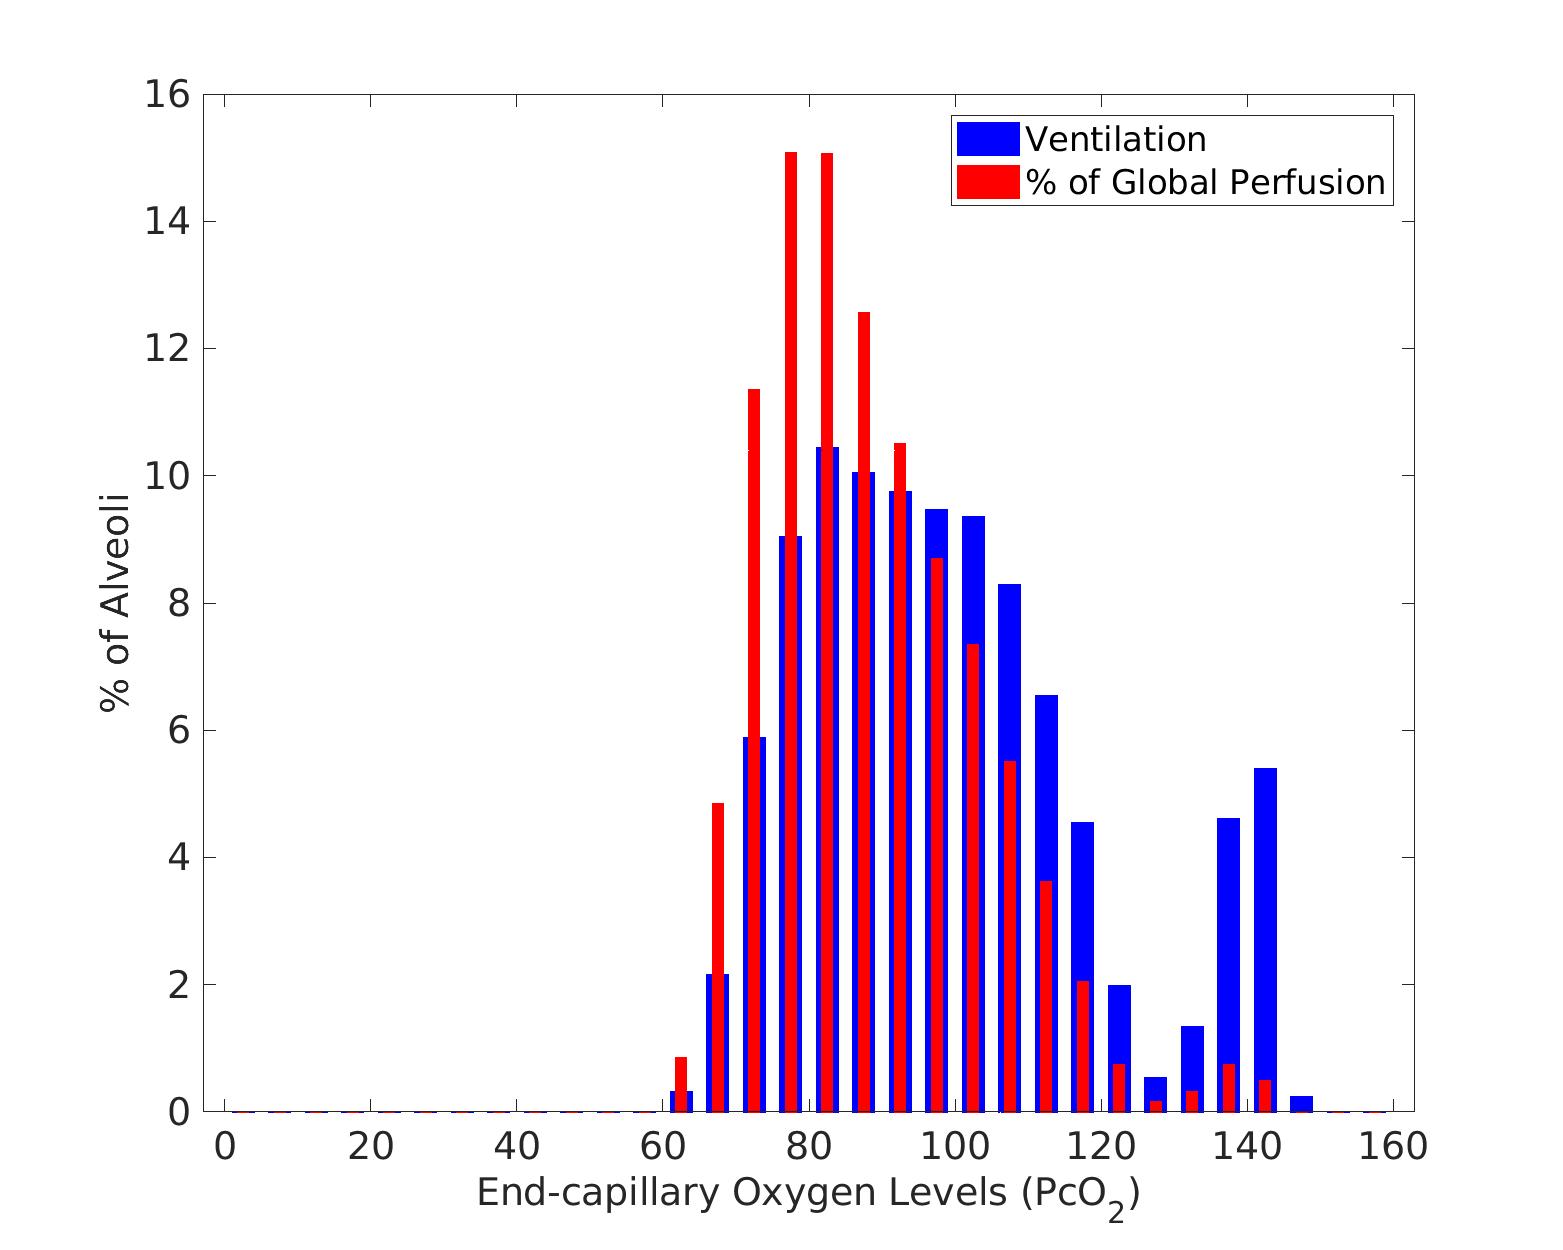 16
14
12
10
8
6
4
2
0
% of Alveoli
Ventilation
% of Global Perfusion
0 20 40 60 80 100 120 140 160
End-capillary Oxygen Levels (PcO2)